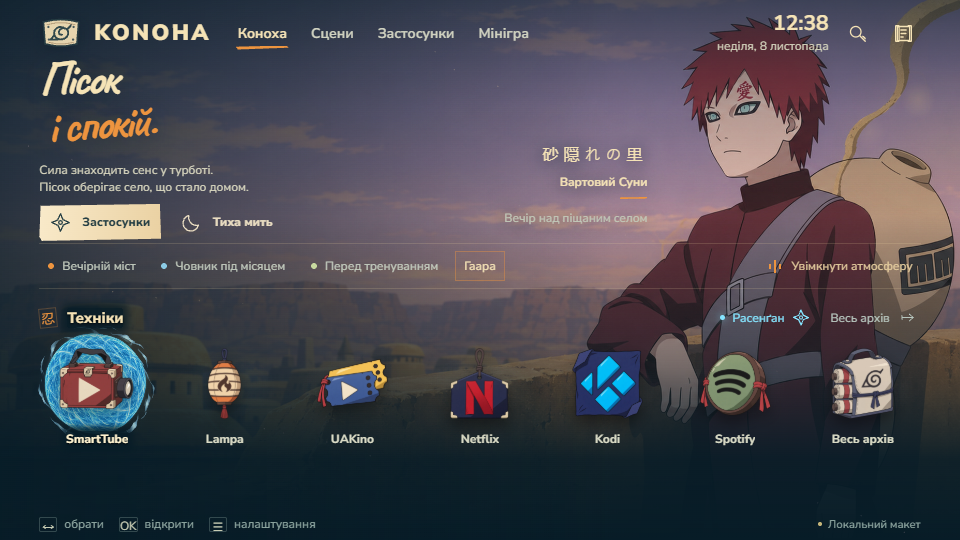 KONOHA
Коноха
Сцени
Застосунки
Мінігра
12:38
неділя, 8 листопада
愛
Пісок
і спокій.
Сила знаходить сенс у турботі.
Пісок оберігає село, що стало домом.
砂隠れの里
Вартовий Суни
Вечір над піщаним селом
Застосунки
Тиха мить
Вечірній міст
Човник під місяцем
Перед тренуванням
Гаара
Увімкнути атмосферу
忍 Техніки
Расенґан
Весь архів
SmartTube
Lampa
UAKino
N
Netflix
Kodi
Spotify
Весь архів
обрати
OK відкрити
налаштування
Локальний макет